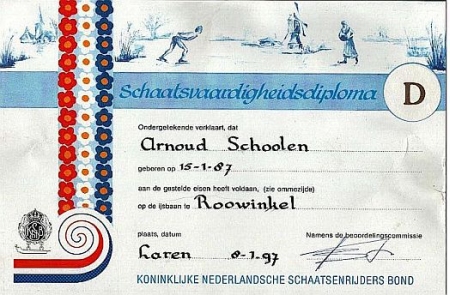 Schaatsvaardigheidsdiploma D
Ondergetekende verklaart, dat
Arnoud Schoolen
geboren op 15-1-87
aan de gestelde eisen heeft voldaan, (zie ommezijde)
op de ijsbaan te Roowinkel
plaats, datum Namens de beoordelingscommissie
Laren 8-1-97
KONINKLIJKE NEDERLANDSCHE SCHAATSENRIJDERS BOND